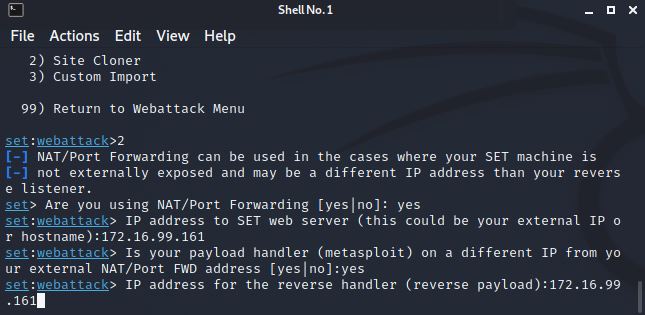 Shell No. 1
File Actions Edit View Help
2) Site Cloner
3) Custom Import
99) Return to Webattack Menu
set:webattack>2
[-] NAT/Port Forwarding can be used in the cases where your SET machine is
[-] not externally exposed and may be a different IP address than your revers
e listener.
set> Are you using NAT/Port Forwarding [yes|no]: yes
set:webattack> IP address to SET web server (this could be your external IP o
r hostname):172.16.99.161
set:webattack> Is your payload handler (metasploit) on a different IP from yo
ur external NAT/Port FWD address [yes|no]:yes
set:webattack> IP address for the reverse handler (reverse payload):172.16.99
.161